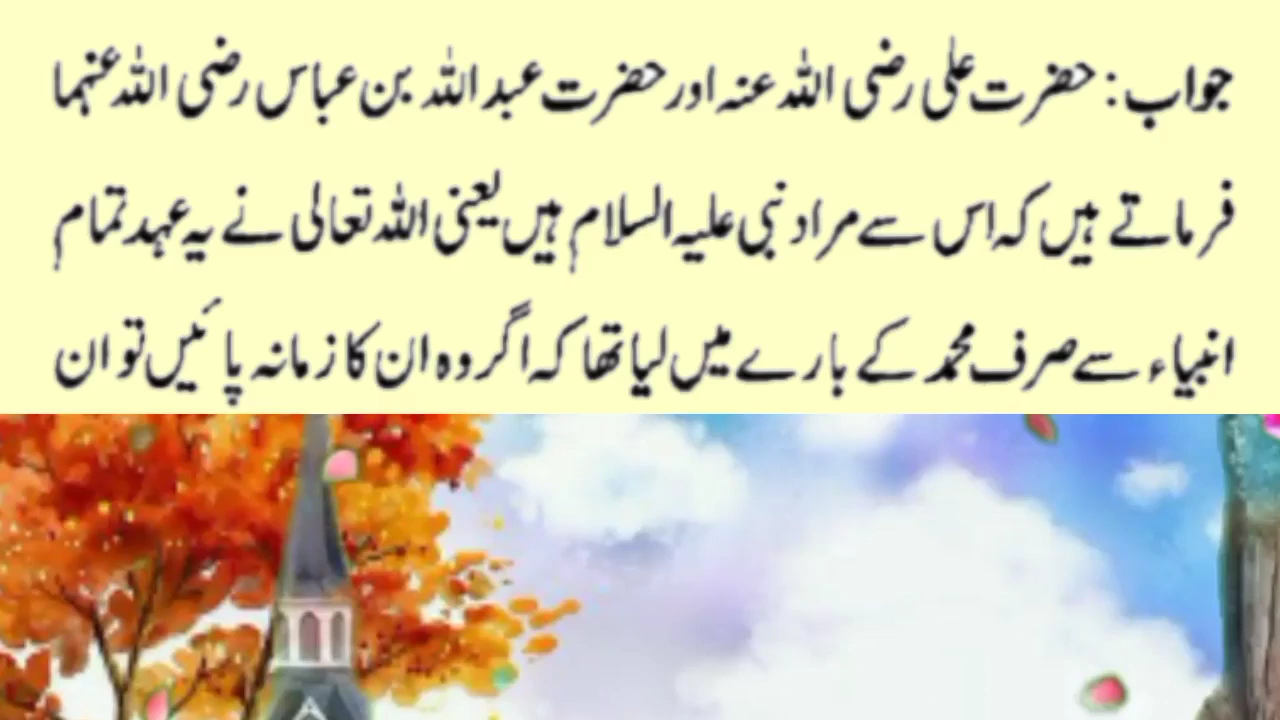 جواب: حضرت علی رضی اللہ عنہ اور حضرت عبد اللہ بن عباس رضی اللہ عنہما
فرماتے ہیں کہ اس سے مراد نبی علیہ السلام ہیں یعنی اللہ تعالی نے یہ عہد تمام
انبیاء سے صرف محمد کے بارے میں لیا تھا کہ اگر وہ ان کا زمانہ پائیں تو ان